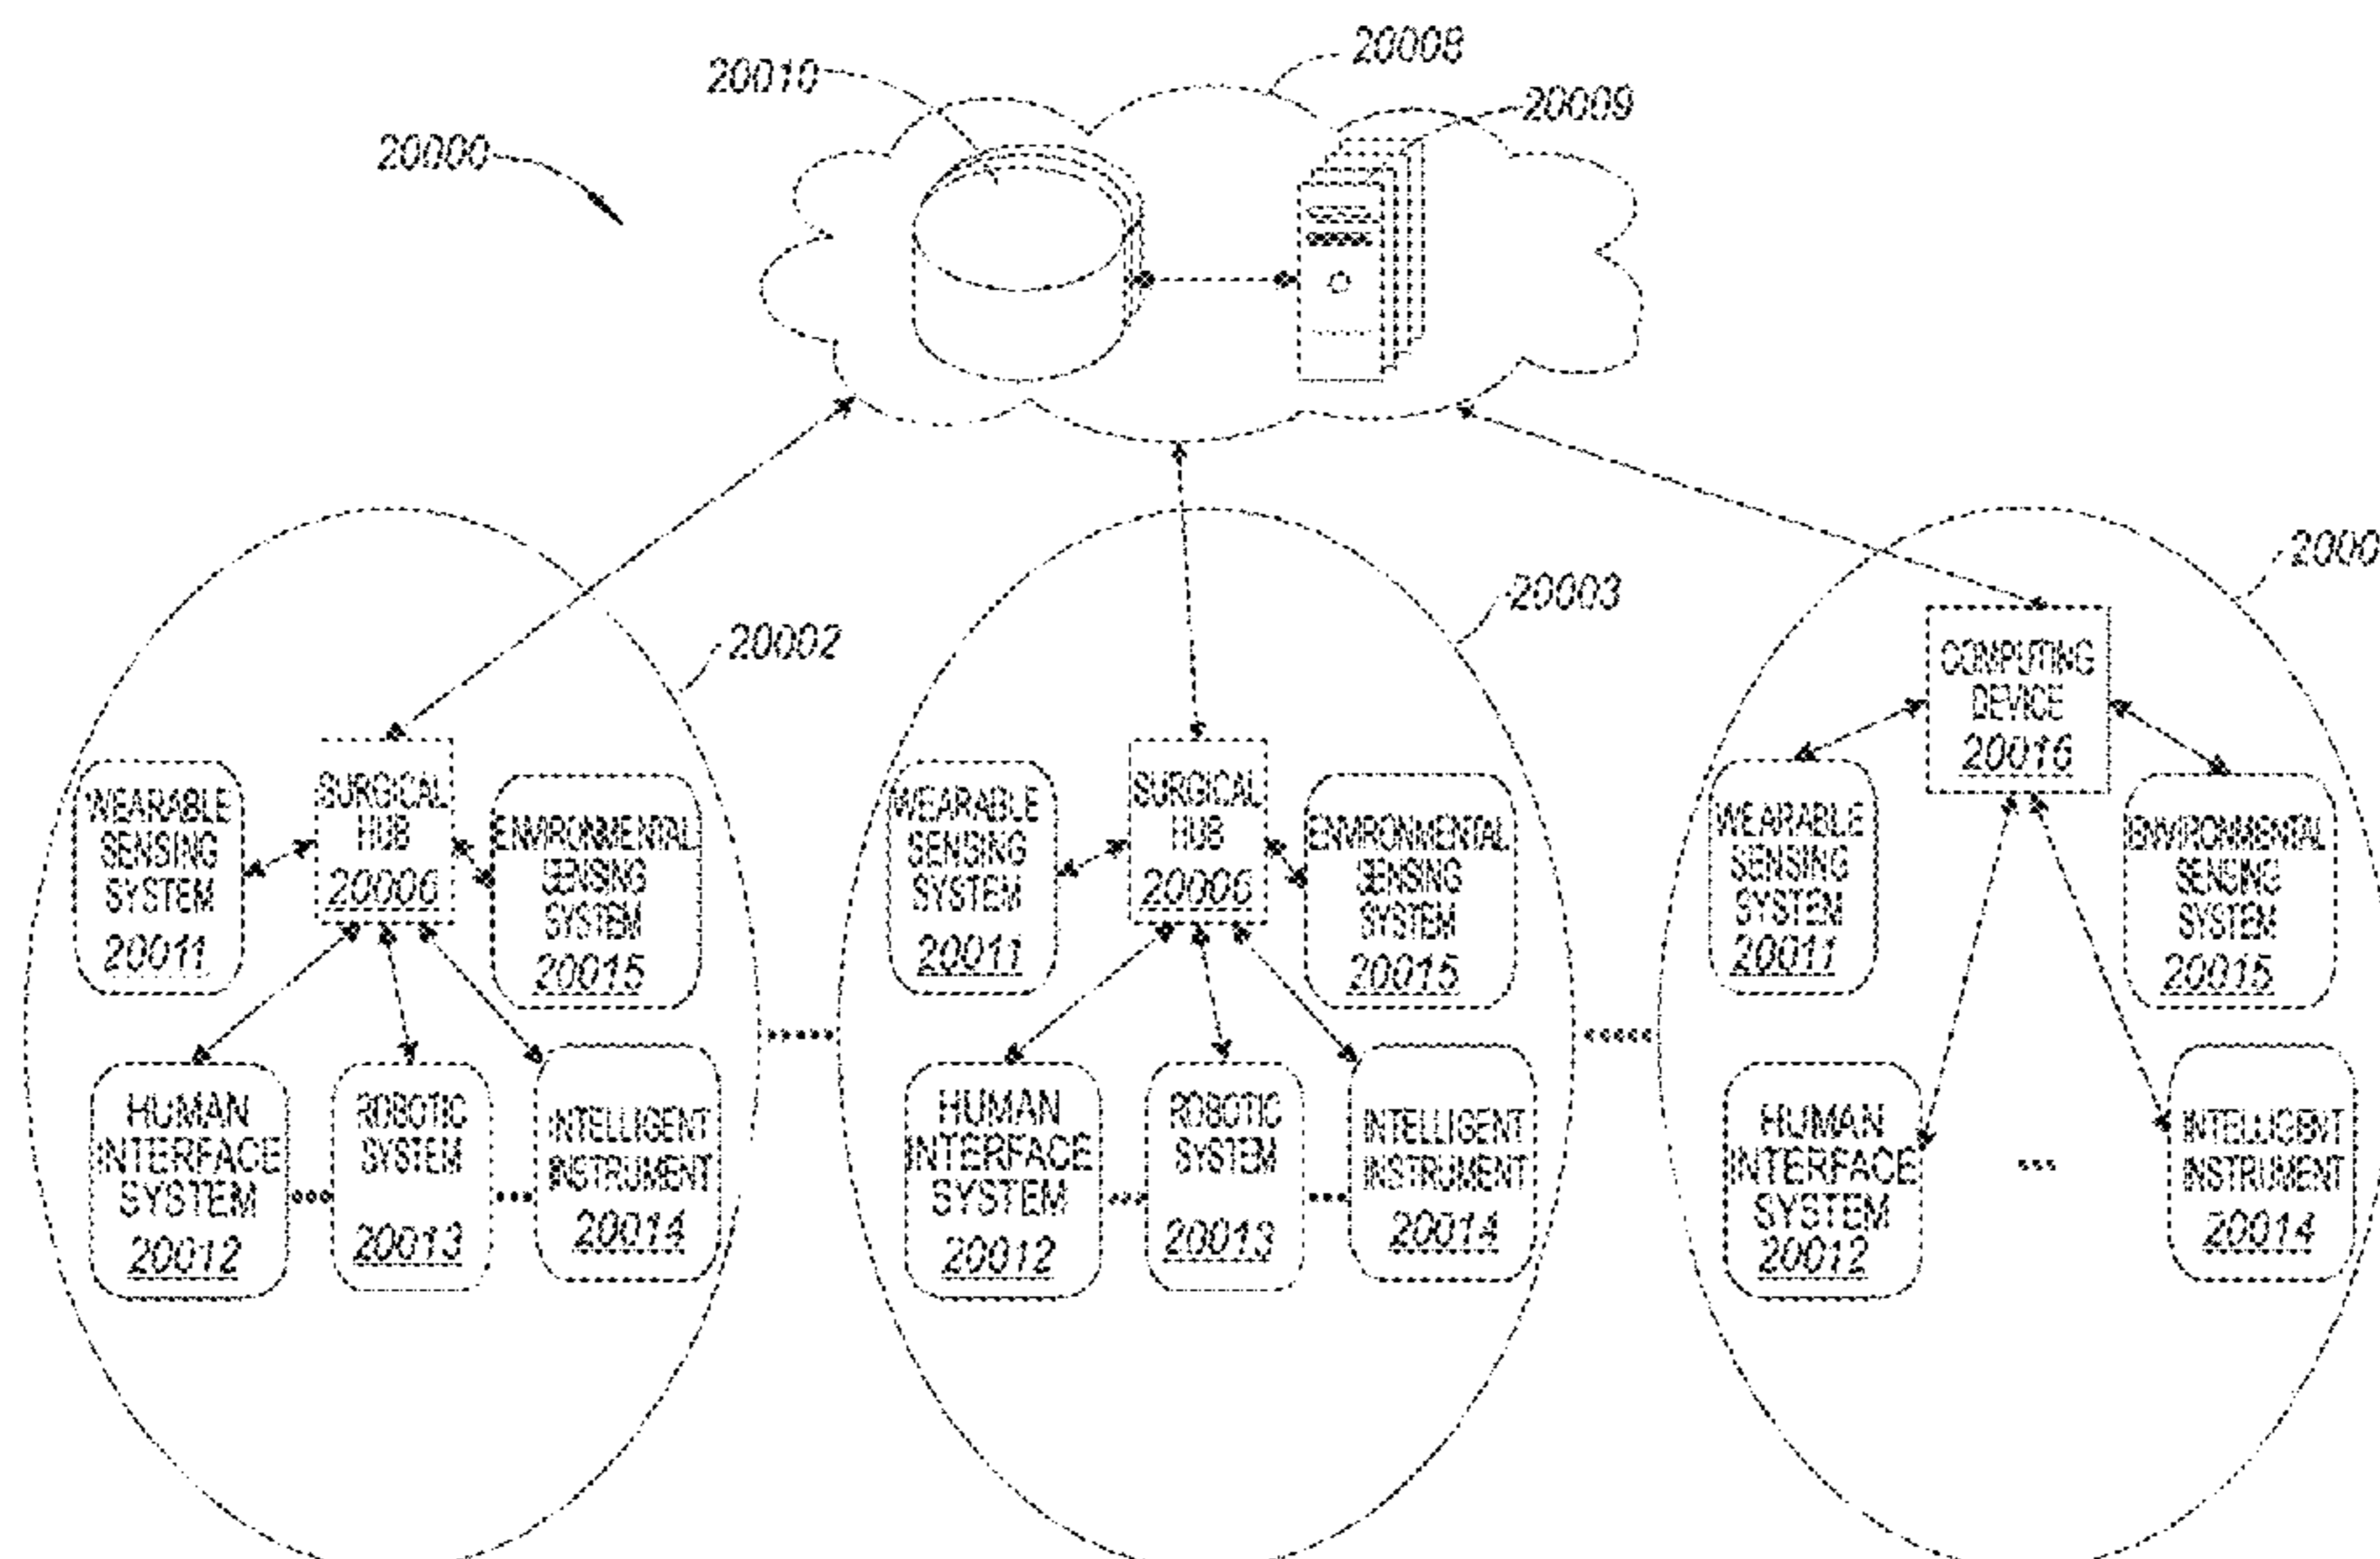 20008
20010
20009
20000
2000
20003
20002
COMPUTING
DEVICE
20016
WEARABLE
SENSING
SYSTEM
20011
SURGICAL
HUB
20006
ENVIRONMENTAL
SENSING
SYSTEM
20015
HUMAN
INTERFACE
SYSTEM
20012
ROBOTIC
SYSTEM
20013
INTELLIGENT
INSTRUMENT
20014
WEARABLE
SENSING
SYSTEM
20011
SURGICAL
HUB
20006
ENVIRONMENTAL
SENSING
SYSTEM
20015
HUMAN
INTERFACE
SYSTEM
20012
ROBOTIC
SYSTEM
20013
INTELLIGENT
INSTRUMENT
20014
WEARABLE
SENSING
SYSTEM
20011
ENVIRONMENTAL
SENSING
SYSTEM
20015
HUMAN
INTERFACE
SYSTEM
20012
INTELLIGENT
INSTRUMENT
20014